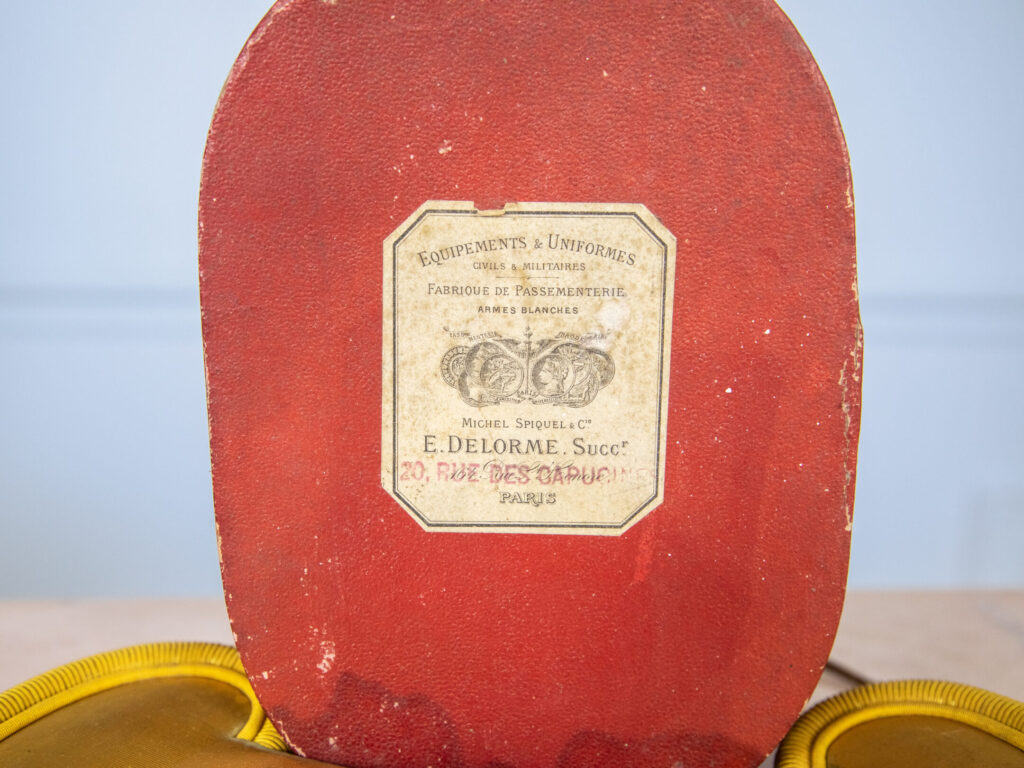 EQUIPEMENTS & UNIFORMES
CIVILS & MILITAIRES
FABRIQUE DE PASSEMENTERIE
ARMES BLANCHES
MICHEL SPIQUEL & Cie
E. DELORME. Succr
20, RUE DES CAPUCINES
PARIS